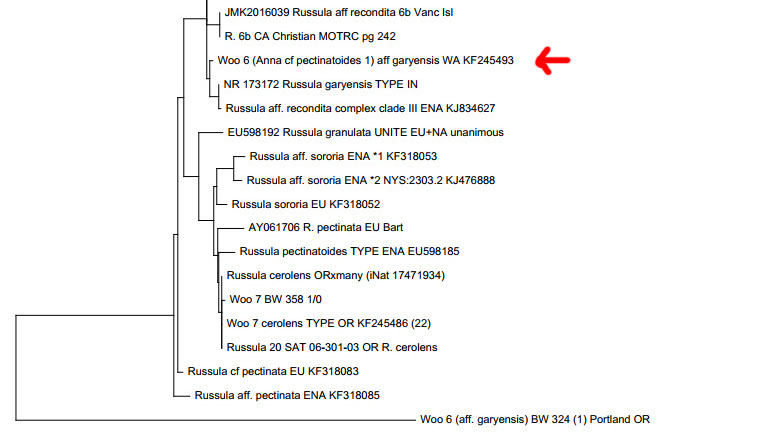 JMK2016039 Russula aff recondita 6b Vanc Isl
R. 6b CA Christian MOTRC pg 242
Woo 6 (Anna cf pectinatoides 1) aff garyensis WA KF245493
NR 173172 Russula garyensis TYPE IN
Russula aff. recondita complex clade III ENA KJ834627
EU598192 Russula granulata UNITE EU+NA unanimous
Russula aff. sororia ENA *1 KF318053
Russula aff. sororia ENA *2 NYS:2303.2 KJ476888
Russula sororia EU KF318052
AY061706 R. pectinata EU Bart
Russula pectinatoides TYPE ENA EU598185
Russula cerolens ORxmany (iNat 17471934)
Woo 7 BW 358 1/0
Woo 7 cerolens TYPE OR KF245486 (22)
Russula 20 SAT 06-301-03 OR R. cerolens
Russula cf pectinata EU KF318083
Russula aff. pectinata ENA KF318085
Woo 6 (aff. garyensis) BW 324 (1) Portland OR